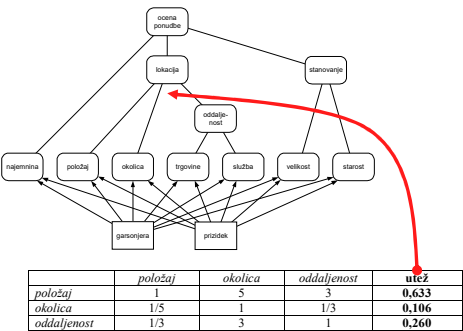 ocena
ponudbe
lokacija
stanovanje
oddalje-
nost
najemnina
položaj
okolica
trgovine
služba
velikost
starost
garsonjera
prizidek
položaj okolica oddaljenost utež
položaj 1 5 3 0,633
okolica 1/5 1 1/3 0,106
oddaljenost 1/3 3 1 0,260